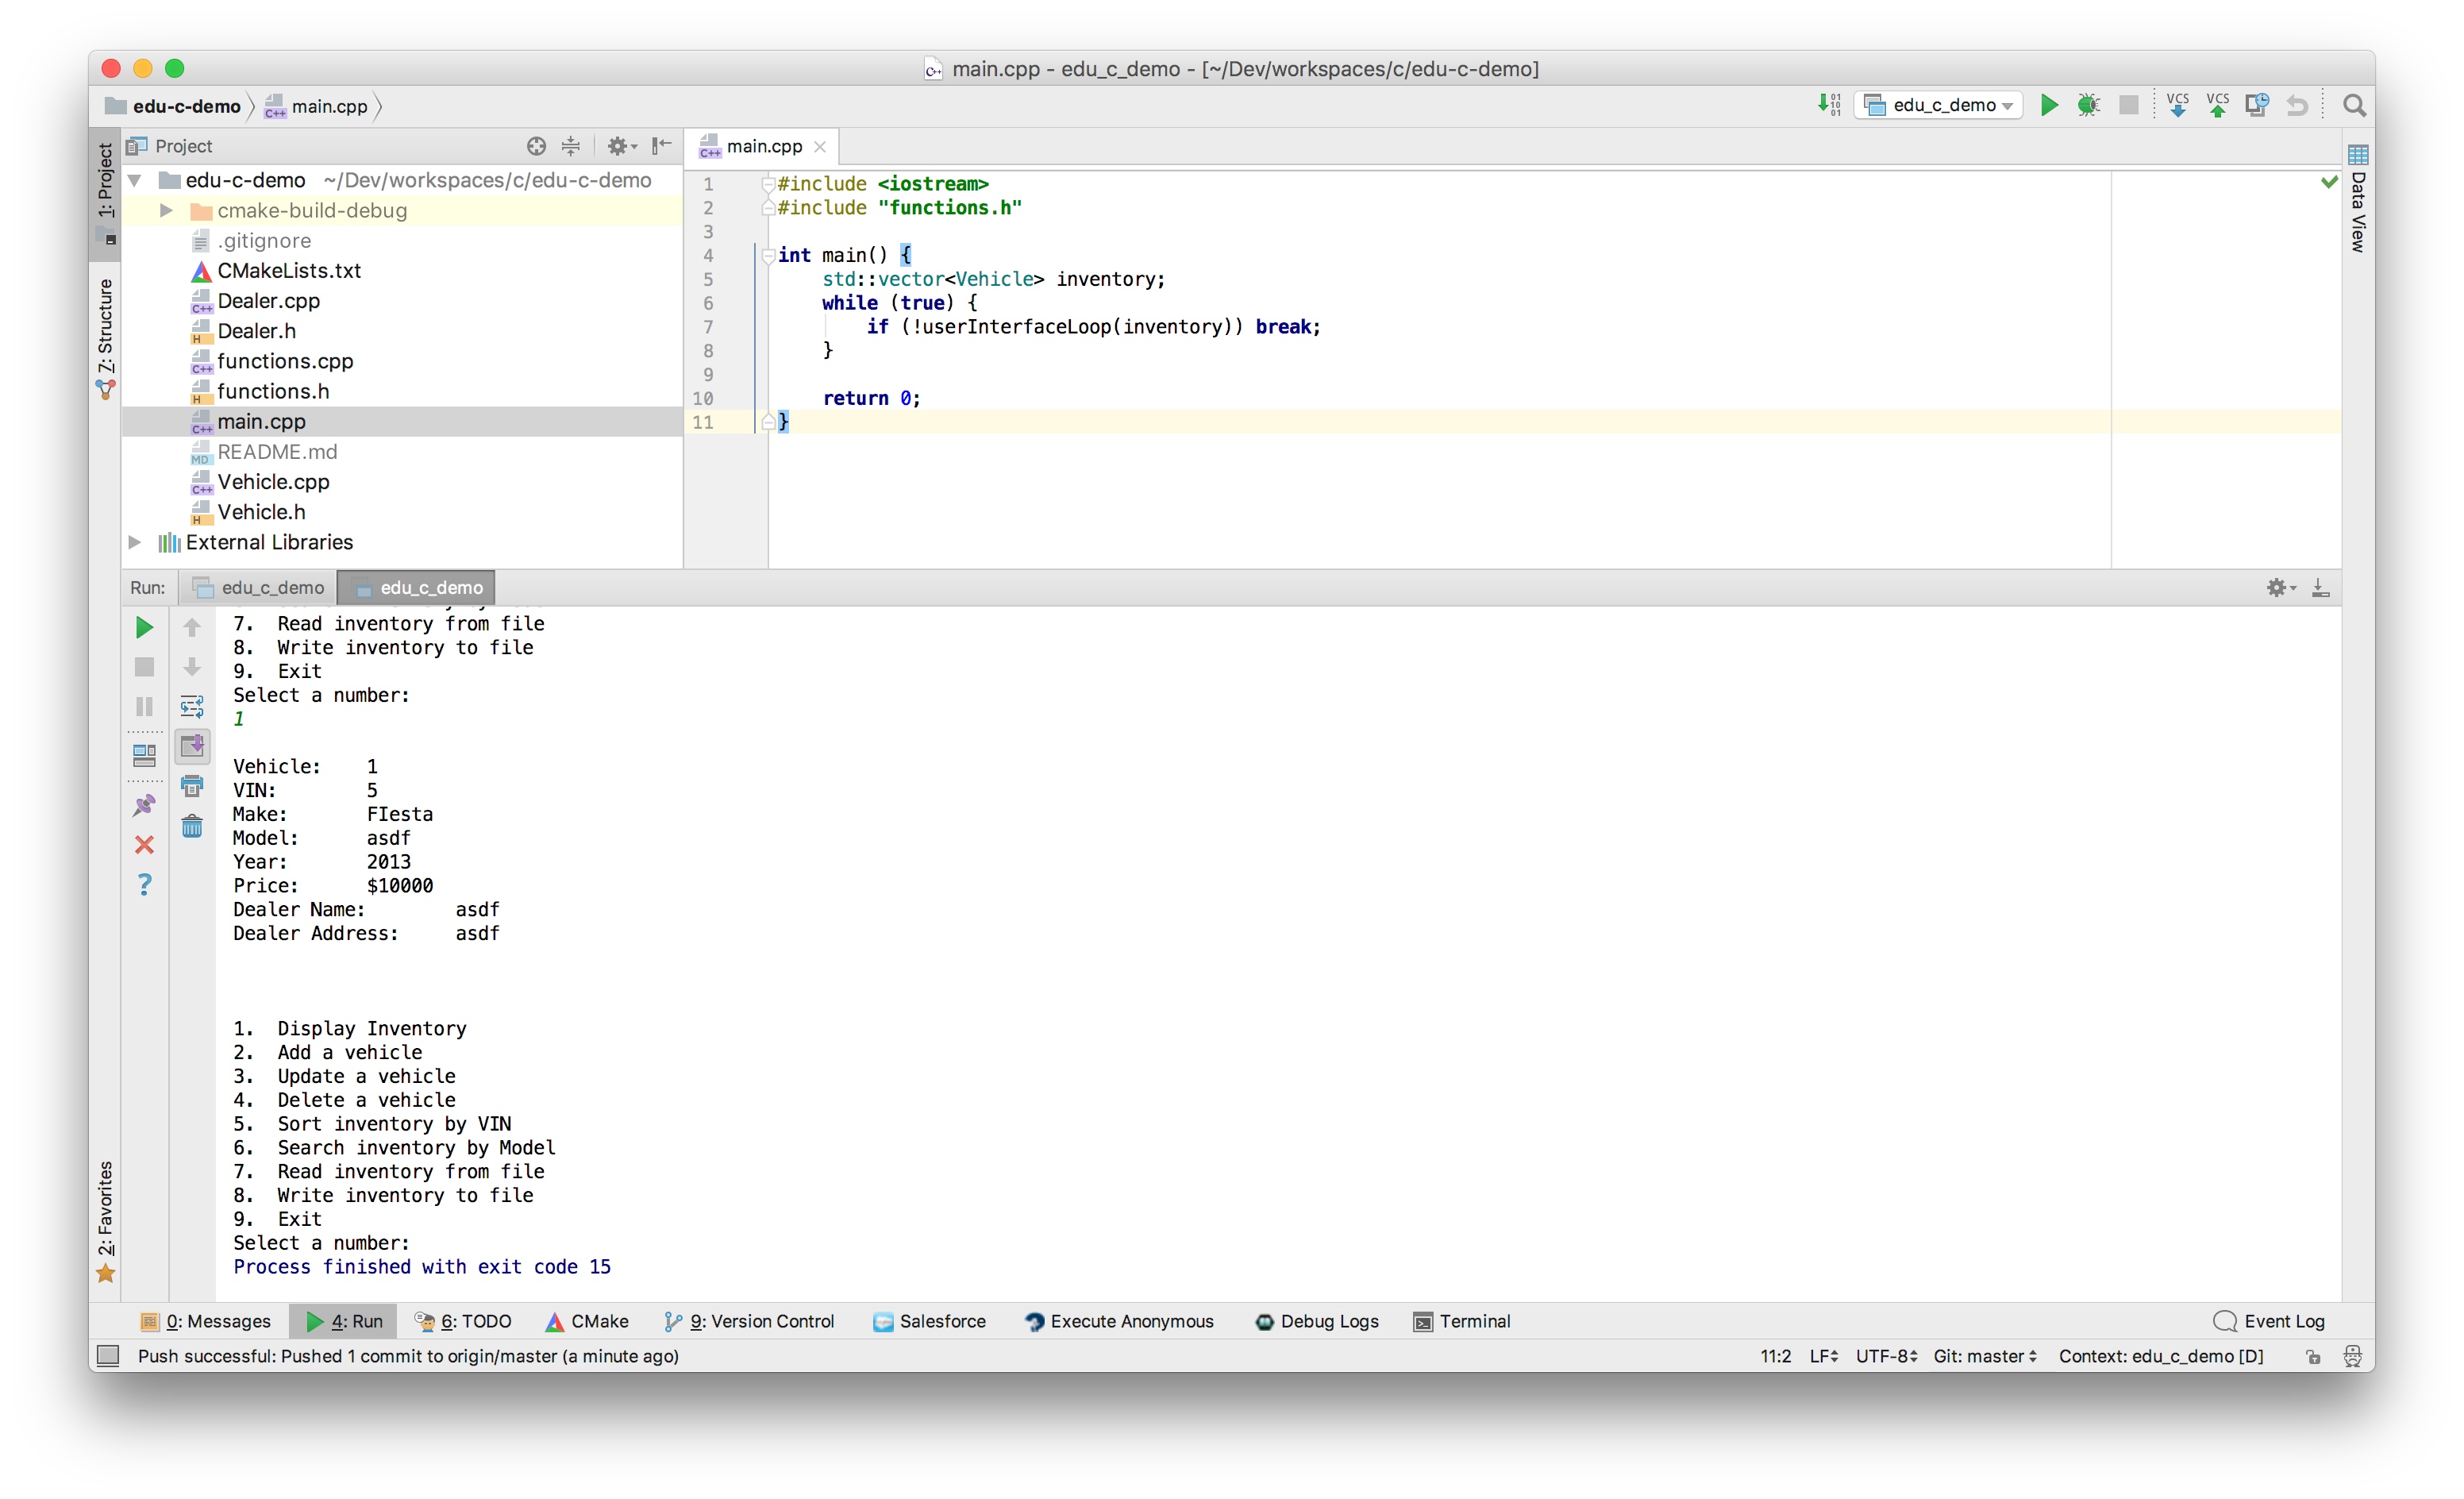 main.cpp - edu_c_demo - [~/Dev/workspaces/c/edu-c-demo]
edu-c-demo main.cpp
edu_c_demo
VCS VCS
1: Project
7: Structure
2: Favorites
Project
edu-c-demo ~/Dev/workspaces/c/edu-c-demo
cmake-build-debug
.gitignore
CMakeLists.txt
Dealer.cpp
Dealer.h
functions.cpp
functions.h
main.cpp
README.md
Vehicle.cpp
Vehicle.h
External Libraries
main.cpp
1 #include <iostream>
2 #include "functions.h"
3
4 int main() {
5 std::vector<Vehicle> inventory;
6 while (true) {
7 if (!userInterfaceLoop(inventory)) break;
8 }
9
10 return 0;
11 }
Data View
Run: edu_c_demo edu_c_demo
7. Read inventory from file
8. Write inventory to file
9. Exit
Select a number:
1
Vehicle: 1
VIN: 5
Make: FIesta
Model: asdf
Year: 2013
Price: $10000
Dealer Name: asdf
Dealer Address: asdf
1. Display Inventory
2. Add a vehicle
3. Update a vehicle
4. Delete a vehicle
5. Sort inventory by VIN
6. Search inventory by Model
7. Read inventory from file
8. Write inventory to file
9. Exit
Select a number:
Process finished with exit code 15
0: Messages 4: Run 6: TODO CMake 9: Version Control Salesforce Execute Anonymous Debug Logs Terminal Event Log
Push successful: Pushed 1 commit to origin/master (a minute ago) 11:2 LF UTF-8 Git: master Context: edu_c_demo [D]